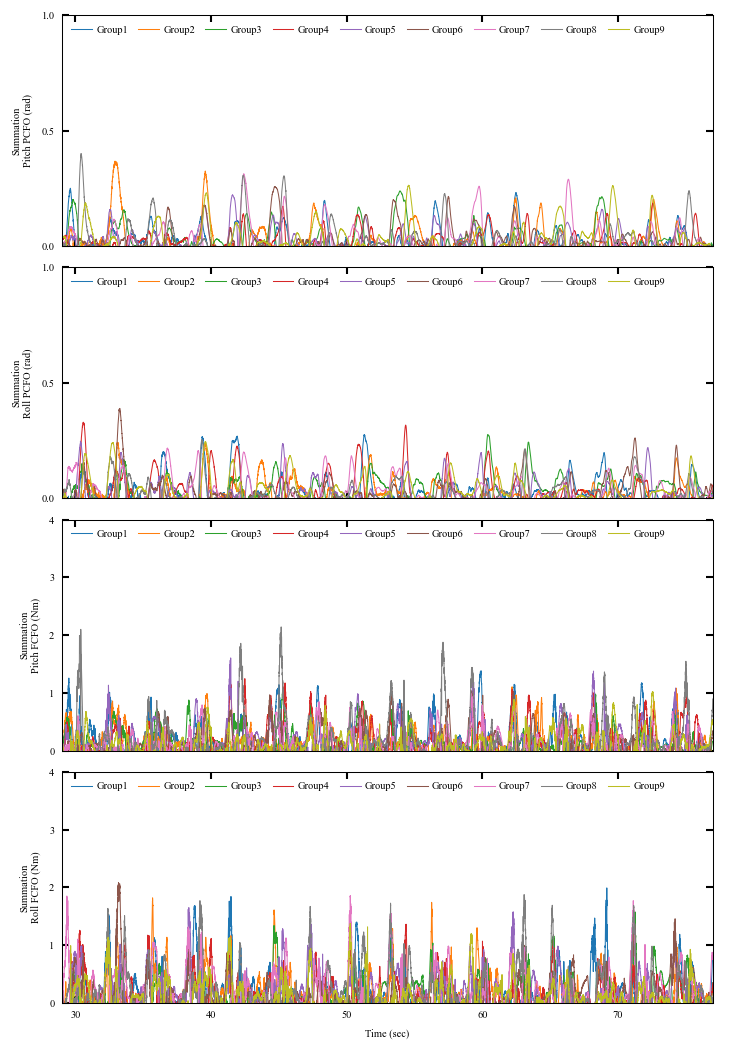 1.0
Group1 Group2 Group3 Group4 Group5 Group6 Group7 Group8 Group9
Summation
Pitch PCFO (rad)
0.5
0.0
1.0
Group1 Group2 Group3 Group4 Group5 Group6 Group7 Group8 Group9
Summation
Roll PCFO (rad)
0.5
0.0
4
Group1 Group2 Group3 Group4 Group5 Group6 Group7 Group8 Group9
3
Summation
Pitch FCFO (Nm)
2
1
0
4
Group1 Group2 Group3 Group4 Group5 Group6 Group7 Group8 Group9
3
Summation
Roll FCFO (Nm)
2
1
0
30 40 50 60 70
Time (sec)